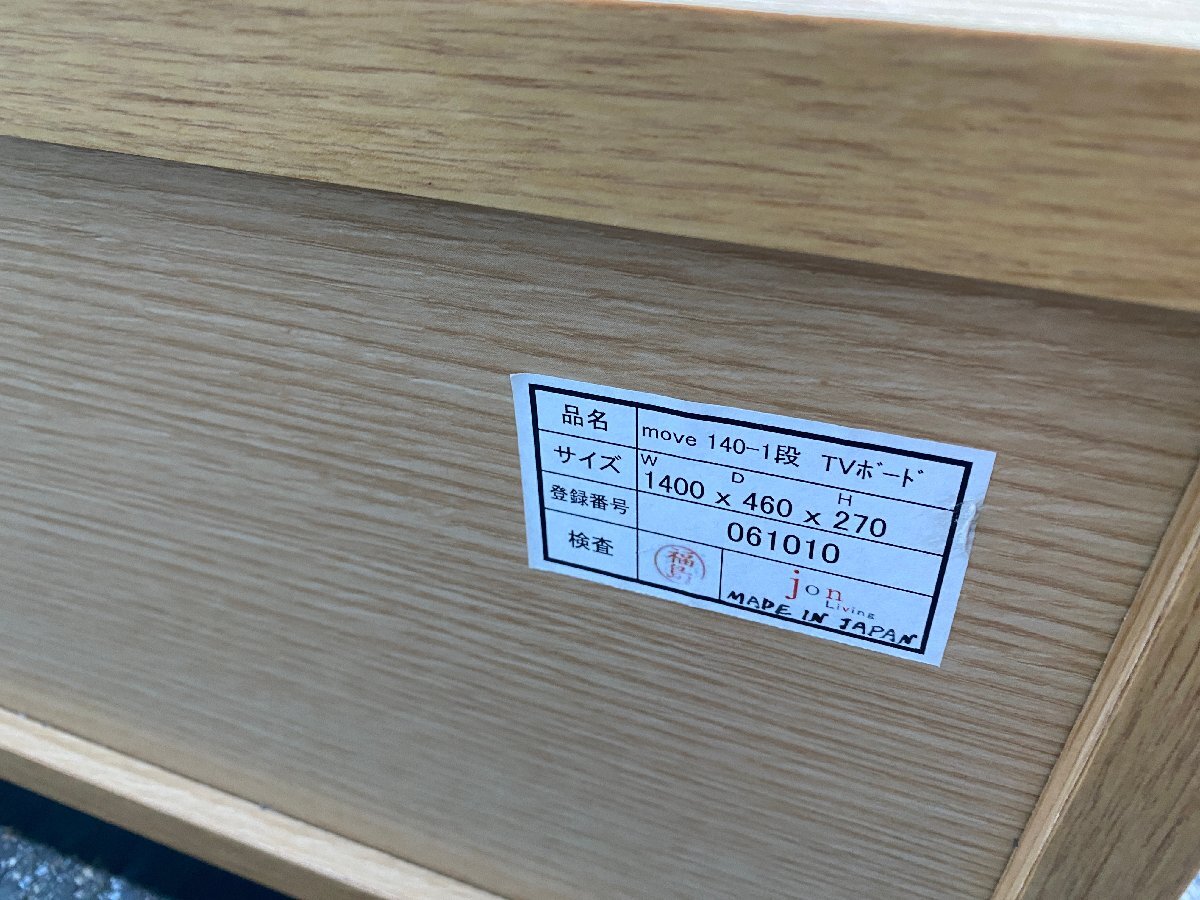 品名 move 140-1段 TVﾎﾞｰﾄﾞ
サイズ W D H
1400 x 460 x 270
登録番号 061010
検査 福島 jon
Living
MADE IN JAPAN